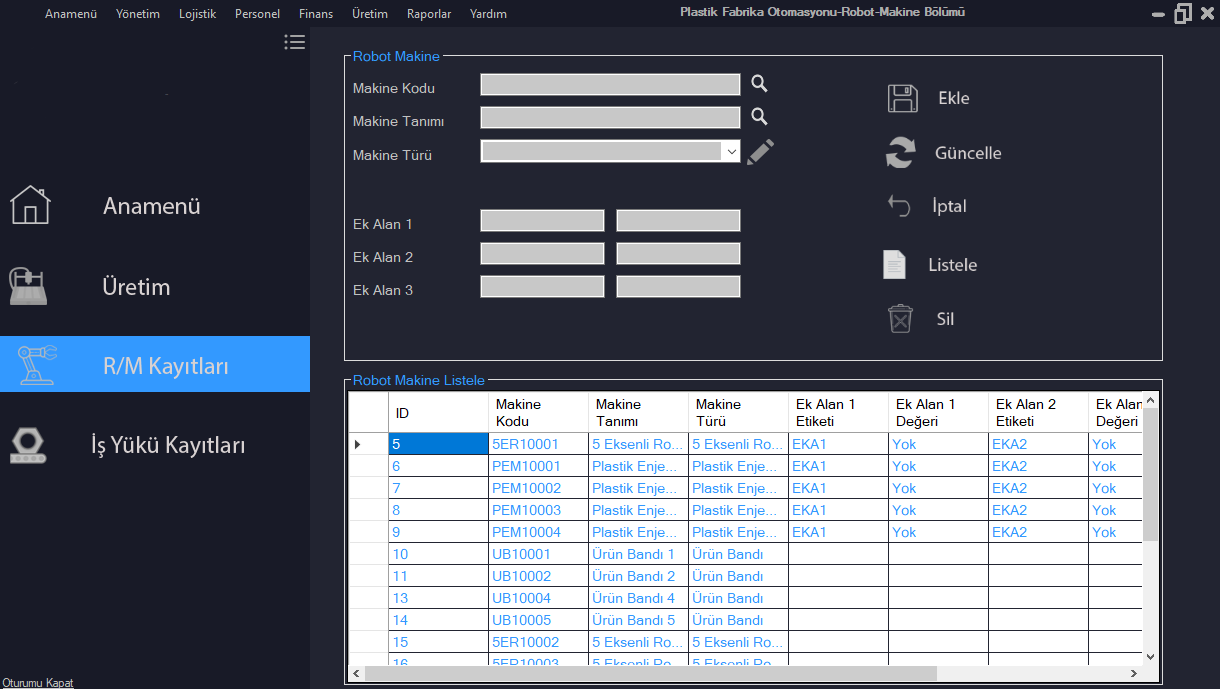 Anamenü Yönetim Lojistik Personel Finans Üretim Raporlar Yardım
Plastik Fabrika Otomasyonu-Robot-Makine Bölümü
Anamenü
Üretim
R/M Kayıtları
İş Yükü Kayıtları
Oturumu Kapat
Robot Makine
Makine Kodu
Makine Tanımı
Makine Türü
Ek Alan 1
Ek Alan 2
Ek Alan 3
Ekle
Güncelle
İptal
Listele
Sil
Robot Makine Listele
ID Makine Kodu Makine Tanımı Makine Türü Ek Alan 1 Etiketi Ek Alan 1 Değeri Ek Alan 2 Etiketi Ek Alan Değeri
5 5ER10001 5 Eksenli Ro... 5 Eksenli Ro... EKA1 Yok EKA2 Yok
6 PEM10001 Plastik Enje... Plastik Enje... EKA1 Yok EKA2 Yok
7 PEM10002 Plastik Enje... Plastik Enje... EKA1 Yok EKA2 Yok
8 PEM10003 Plastik Enje... Plastik Enje... EKA1 Yok EKA2 Yok
9 PEM10004 Plastik Enje... Plastik Enje... EKA1 Yok EKA2 Yok
10 UB10001 Ürün Bandı 1 Ürün Bandı
11 UB10002 Ürün Bandı 2 Ürün Bandı
13 UB10004 Ürün Bandı 4 Ürün Bandı
14 UB10005 Ürün Bandı 5 Ürün Bandı
15 5ER10002 5 Eksenli Ro... 5 Eksenli Ro...
16 5ER10003 5 Eksenli Ro... 5 Eksenli Ro...